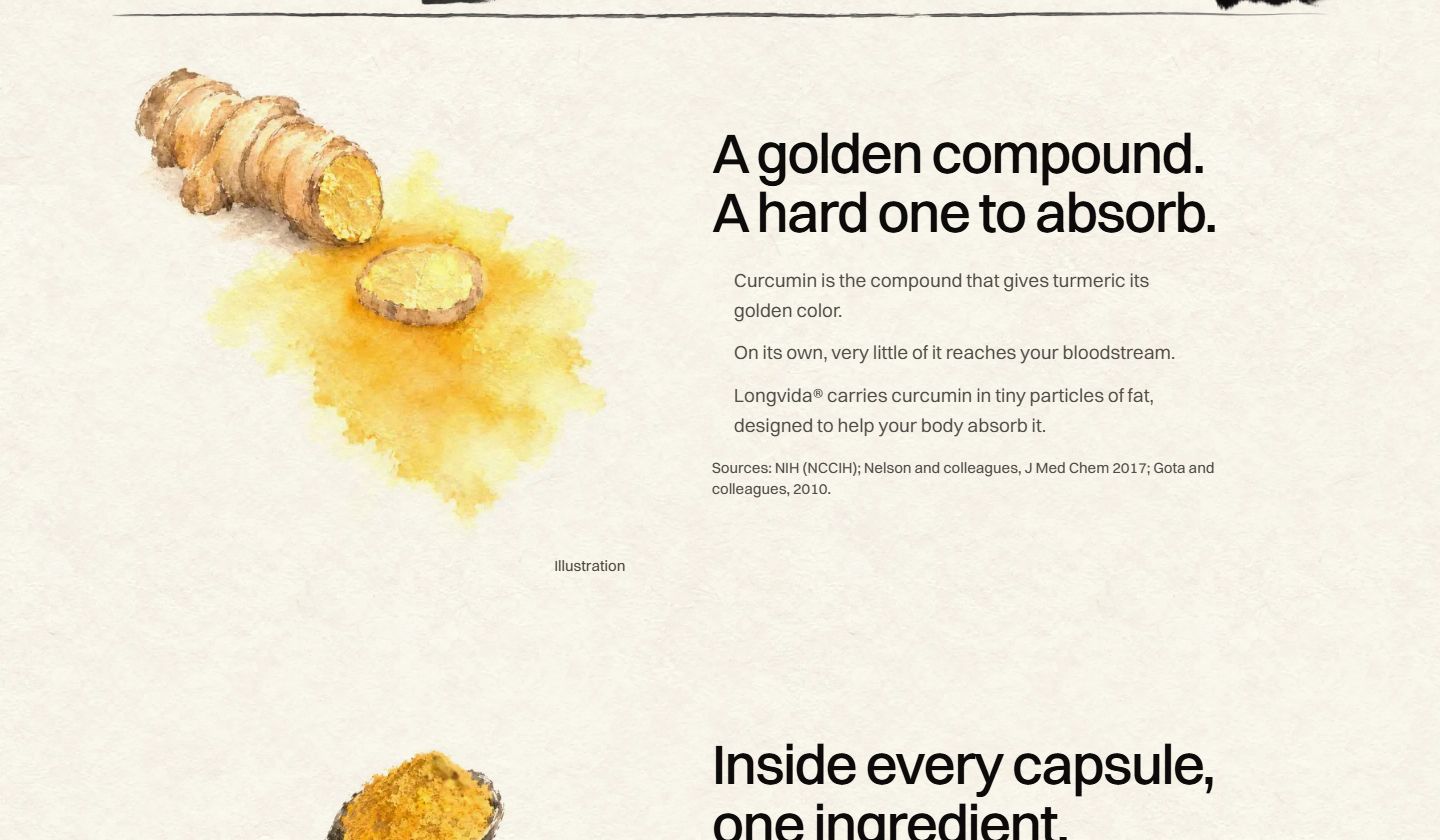 A golden compound.
A hard one to absorb.
Curcumin is the compound that gives turmeric its
golden color.
On its own, very little of it reaches your bloodstream.
Longvida® carries curcumin in tiny particles of fat,
designed to help your body absorb it.
Sources: NIH (NCCIH); Nelson and colleagues, J Med Chem 2017; Gota and
colleagues, 2010.
Illustration
Inside every capsule,
one ingredient.